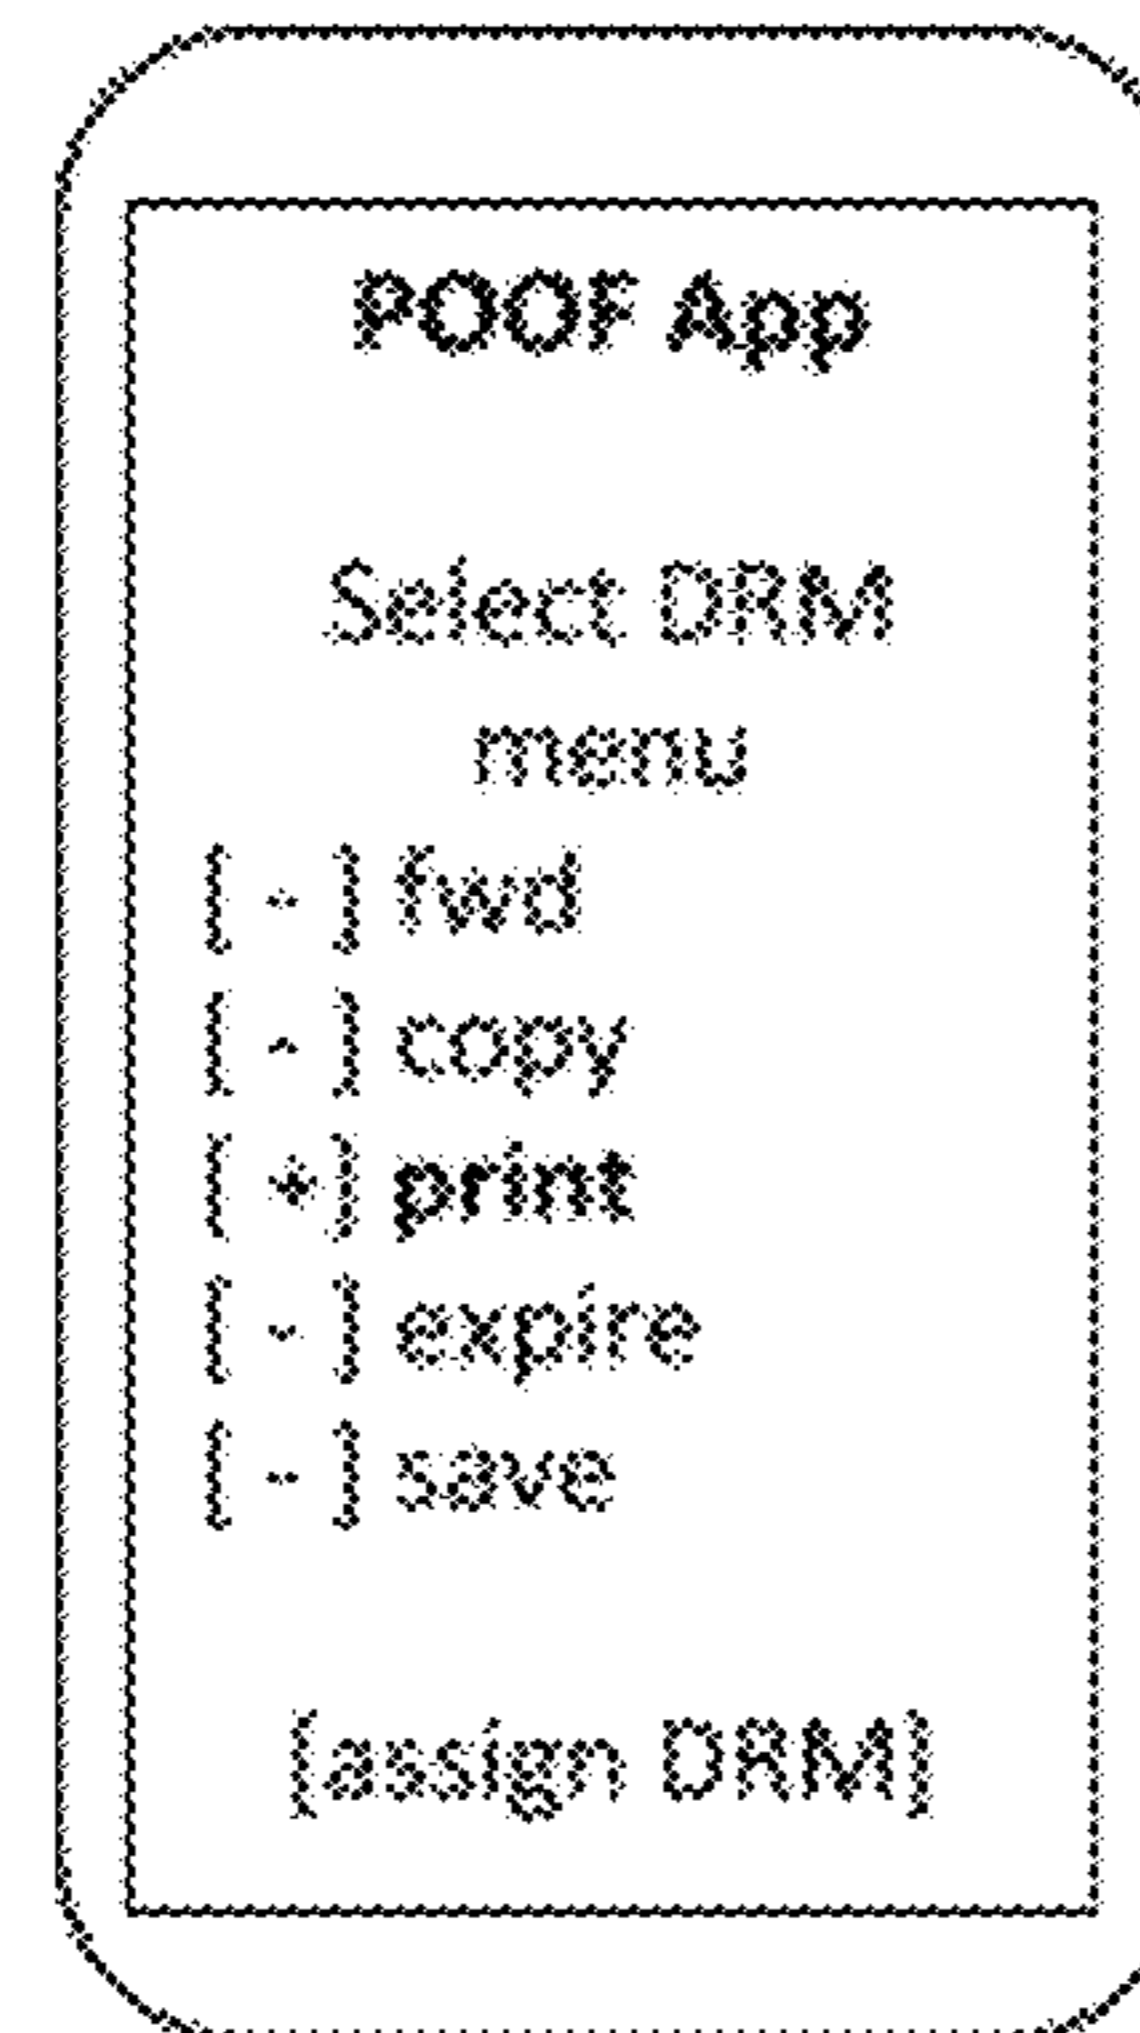 POOF App
Select DRM
menu
[ - ] fwd
[ - ] copy
[ * ] print
[ - ] expire
[ - ] save
[assign DRM]